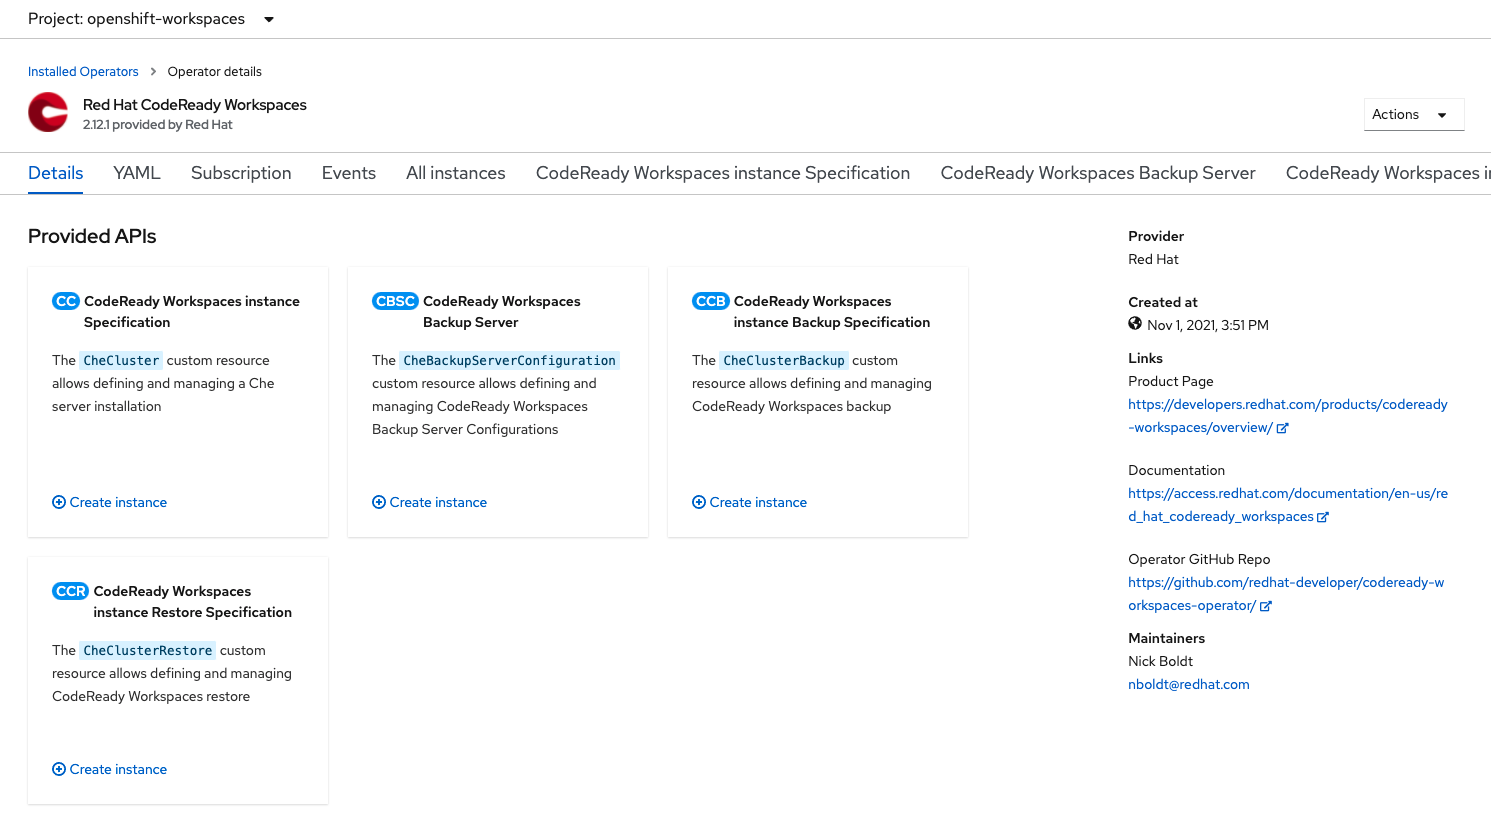 Project: openshift-workspaces
Installed Operators > Operator details
Red Hat CodeReady Workspaces
2.12.1 provided by Red Hat
Actions
Details YAML Subscription Events All instances CodeReady Workspaces instance Specification CodeReady Workspaces Backup Server CodeReady Workspaces i
Provided APIs
CC CodeReady Workspaces instance
Specification
The CheCluster custom resource
allows defining and managing a Che
server installation
Create instance
CBSC CodeReady Workspaces
Backup Server
The CheBackupServerConfiguration
custom resource allows defining and
managing CodeReady Workspaces
Backup Server Configurations
Create instance
CCB CodeReady Workspaces
instance Backup Specification
The CheClusterBackup custom
resource allows defining and managing
CodeReady Workspaces backup
Create instance
CCR CodeReady Workspaces
instance Restore Specification
The CheClusterRestore custom
resource allows defining and managing
CodeReady Workspaces restore
Create instance
Provider
Red Hat
Created at
Nov 1, 2021, 3:51 PM
Links
Product Page
https://developers.redhat.com/products/codeready
-workspaces/overview/
Documentation
https://access.redhat.com/documentation/en-us/re
d_hat_codeready_workspaces
Operator GitHub Repo
https://github.com/redhat-developer/codeready-w
orkspaces-operator/
Maintainers
Nick Boldt
nboldt@redhat.com